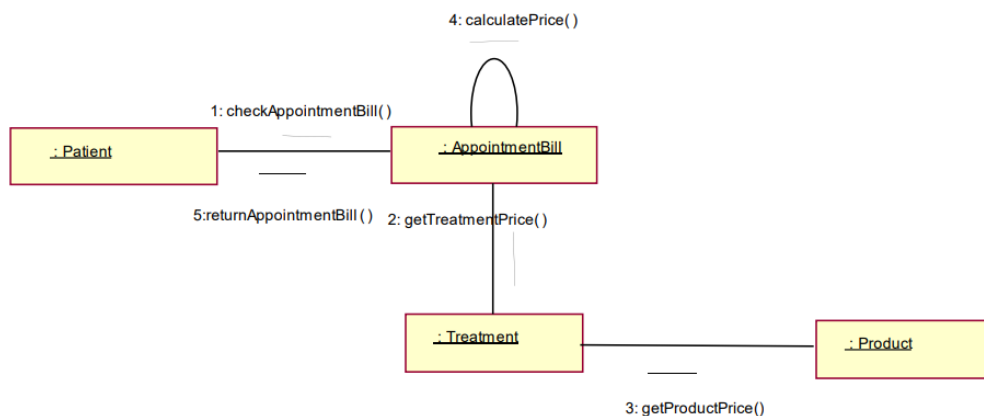 4: calculatePrice( )
1: checkAppointmentBill( )
: Patient
: AppointmentBill
5:returnAppointmentBill ( )
2: getTreatmentPrice( )
: Treatment
: Product
3: getProductPrice( )